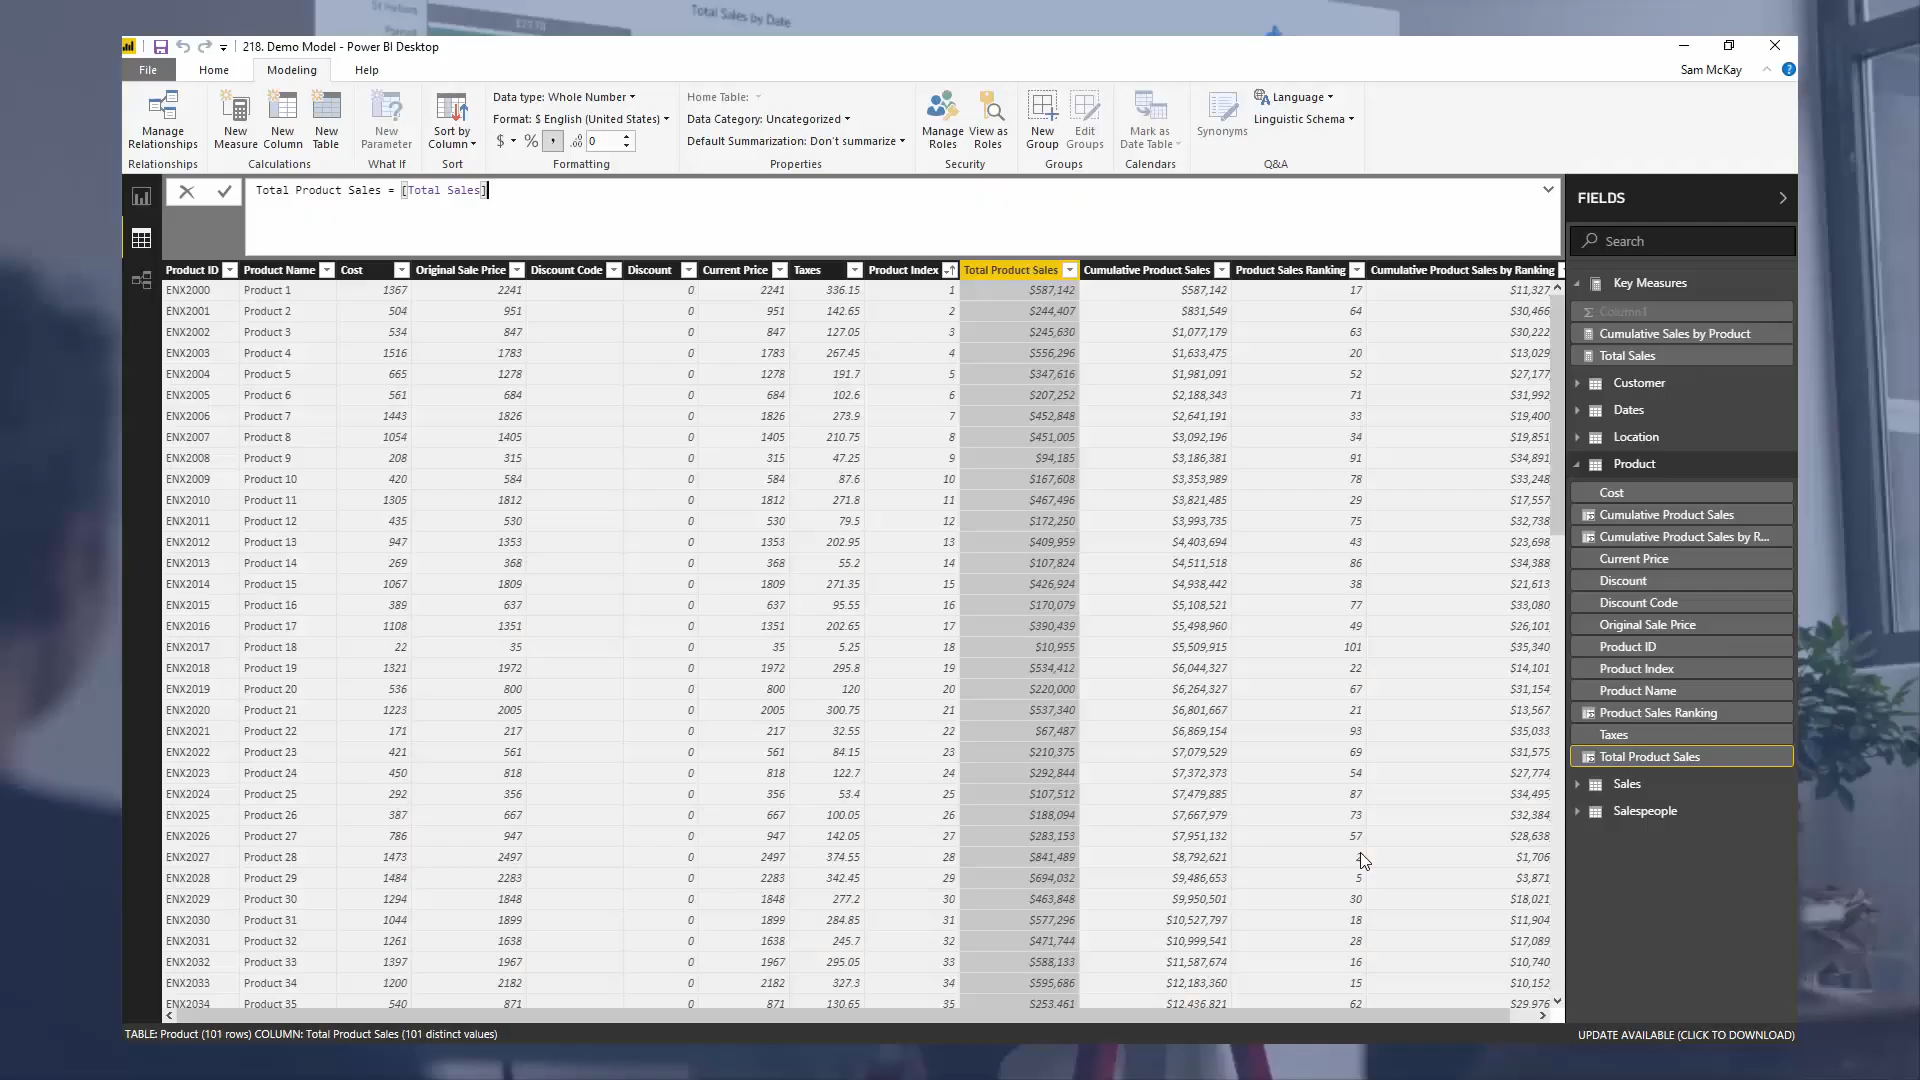 Total Sales by Date
218. Demo Model - Power BI Desktop
File Home Modeling Help
Sam McKay
Manage Relationships
New Measure
New Column
New Table
New Parameter
Sort by Column
Data type: Whole Number
Format: $ English (United States)
$ % , .00 0
Home Table:
Data Category: Uncategorized
Default Summarization: Don't summarize
Manage Roles
View as Roles
New Group
Edit Groups
Mark as Date Table
Synonyms
Language
Linguistic Schema
Relationships Calculations What If Sort Formatting Properties Security Groups Calendars Q&A
Total Product Sales = [Total Sales]
Product ID Product Name Cost Original Sale Price Discount Code Discount Current Price Taxes Product Index Total Product Sales Cumulative Product Sales Product Sales Ranking Cumulative Product Sales by Ranking
ENX2000 Product 1 1367 2241 0 2241 336.15 1 $587,142 $587,142 17 $11,327
ENX2001 Product 2 504 951 0 951 142.65 2 $244,407 $831,549 64 $30,466
ENX2002 Product 3 534 847 0 847 127.05 3 $245,630 $1,077,179 63 $30,222
ENX2003 Product 4 1516 1783 0 1783 267.45 4 $556,296 $1,633,475 20 $13,029
ENX2004 Product 5 665 1278 0 1278 191.7 5 $347,616 $1,981,091 52 $27,177
ENX2005 Product 6 561 684 0 684 102.6 6 $207,252 $2,188,343 71 $31,992
ENX2006 Product 7 1443 1826 0 1826 273.9 7 $452,848 $2,641,191 33 $19,400
ENX2007 Product 8 1054 1405 0 1405 210.75 8 $451,005 $3,092,196 34 $19,851
ENX2008 Product 9 208 315 0 315 47.25 9 $94,185 $3,186,381 91 $34,891
ENX2009 Product 10 420 584 0 584 87.6 10 $167,608 $3,353,989 78 $33,248
ENX2010 Product 11 1305 1812 0 1812 271.8 11 $467,496 $3,821,485 29 $17,557
ENX2011 Product 12 435 530 0 530 79.5 12 $172,250 $3,993,735 75 $32,738
ENX2012 Product 13 947 1353 0 1353 202.95 13 $409,959 $4,403,694 43 $23,698
ENX2013 Product 14 269 368 0 368 55.2 14 $107,824 $4,511,518 86 $34,388
ENX2014 Product 15 1067 1809 0 1809 271.35 15 $426,924 $4,938,442 38 $21,613
ENX2015 Product 16 389 637 0 637 95.55 16 $170,079 $5,108,521 77 $33,080
ENX2016 Product 17 1108 1351 0 1351 202.65 17 $390,439 $5,498,960 49 $26,101
ENX2017 Product 18 22 35 0 35 5.25 18 $10,955 $5,509,915 101 $35,340
ENX2018 Product 19 1321 1972 0 1972 295.8 19 $534,412 $6,044,327 22 $14,101
ENX2019 Product 20 536 800 0 800 120 20 $220,000 $6,264,327 67 $31,154
ENX2020 Product 21 1223 2005 0 2005 300.75 21 $537,340 $6,801,667 21 $13,567
ENX2021 Product 22 171 217 0 217 32.55 22 $67,487 $6,869,154 93 $35,033
ENX2022 Product 23 421 561 0 561 84.15 23 $210,375 $7,079,529 69 $31,575
ENX2023 Product 24 450 818 0 818 122.7 24 $292,844 $7,372,373 54 $27,774
ENX2024 Product 25 292 356 0 356 53.4 25 $107,512 $7,479,885 87 $34,495
ENX2025 Product 26 387 667 0 667 100.05 26 $188,094 $7,667,979 73 $32,384
ENX2026 Product 27 786 947 0 947 142.05 27 $283,153 $7,951,132 57 $28,638
ENX2027 Product 28 1473 2497 0 2497 374.55 28 $841,489 $8,792,621 $1,706
ENX2028 Product 29 1484 2283 0 2283 342.45 29 $694,032 $9,486,653 5 $3,871
ENX2029 Product 30 1294 1848 0 1848 277.2 30 $463,848 $9,950,501 30 $18,021
ENX2030 Product 31 1044 1899 0 1899 284.85 31 $577,296 $10,527,797 18 $11,904
ENX2031 Product 32 1261 1638 0 1638 245.7 32 $471,744 $10,999,541 28 $17,089
ENX2032 Product 33 1397 1967 0 1967 295.05 33 $588,133 $11,587,674 16 $10,740
ENX2033 Product 34 1200 2182 0 2182 327.3 34 $595,686 $12,183,360 15 $10,152
ENX2034 Product 35 540 871 0 871 130.65 35 $253,461 $12,436,821 62 $29,976
TABLE: Product (101 rows) COLUMN: Total Product Sales (101 distinct values)
FIELDS
Search
Key Measures
Column1
Cumulative Sales by Product
Total Sales
Customer
Dates
Location
Product
Cost
Cumulative Product Sales
Cumulative Product Sales by R...
Current Price
Discount
Discount Code
Original Sale Price
Product ID
Product Index
Product Name
Product Sales Ranking
Taxes
Total Product Sales
Sales
Salespeople
UPDATE AVAILABLE (CLICK TO DOWNLOAD)